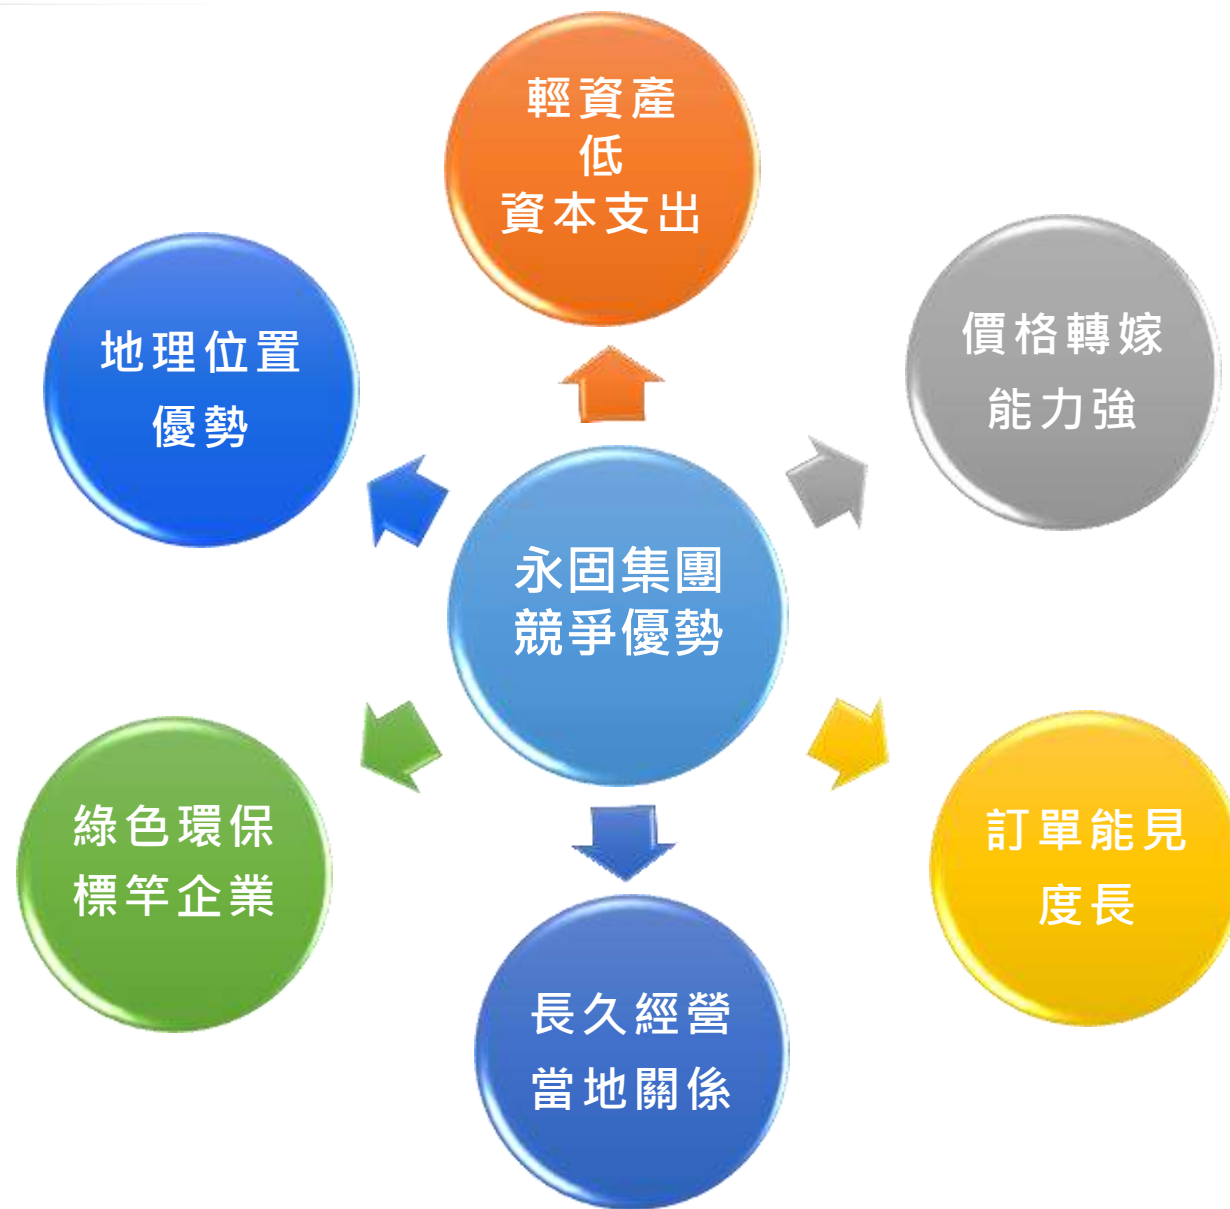 輕資產
低
資本支出
價格轉嫁
能力強
訂單能見
度長
長久經營
當地關係
綠色環保
標竿企業
地理位置
優勢
永固集團
競爭優勢